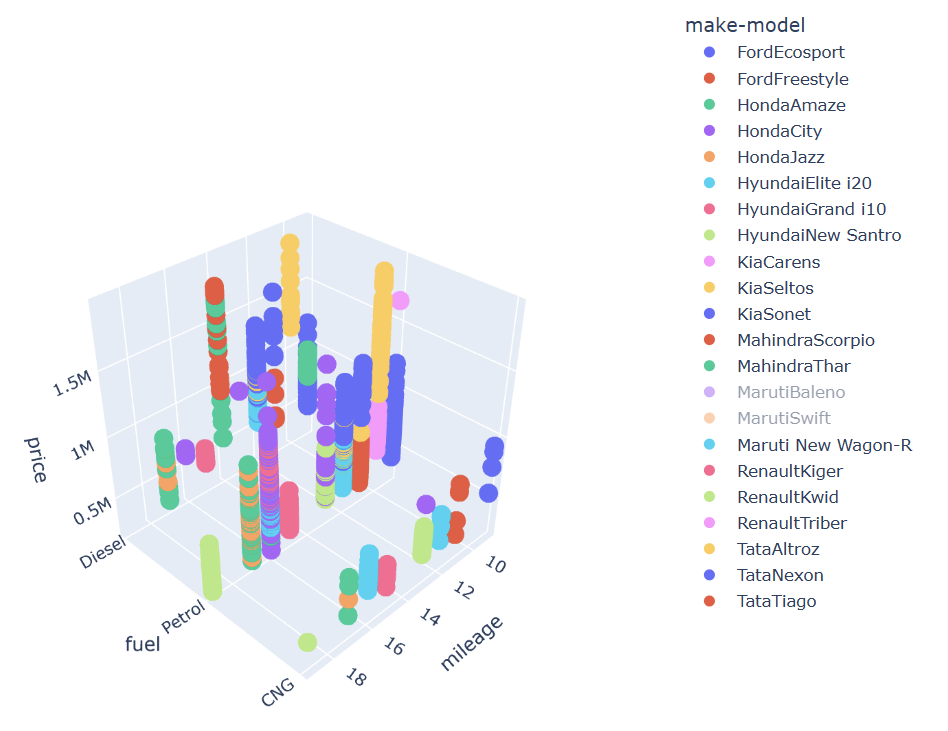 make-model
FordEcosport
FordFreestyle
HondaAmaze
HondaCity
HondaJazz
HyundaiElite i20
HyundaiGrand i10
HyundaiNew Santro
KiaCarens
KiaSeltos
KiaSonet
MahindraScorpio
MahindraThar
MarutiBaleno
MarutiSwift
Maruti New Wagon-R
RenaultKiger
RenaultKwid
RenaultTriber
TataAltroz
TataNexon
TataTiago
1.5M
1M
0.5M
price
Diesel
Petrol
CNG
fuel
10
12
14
16
18
mileage